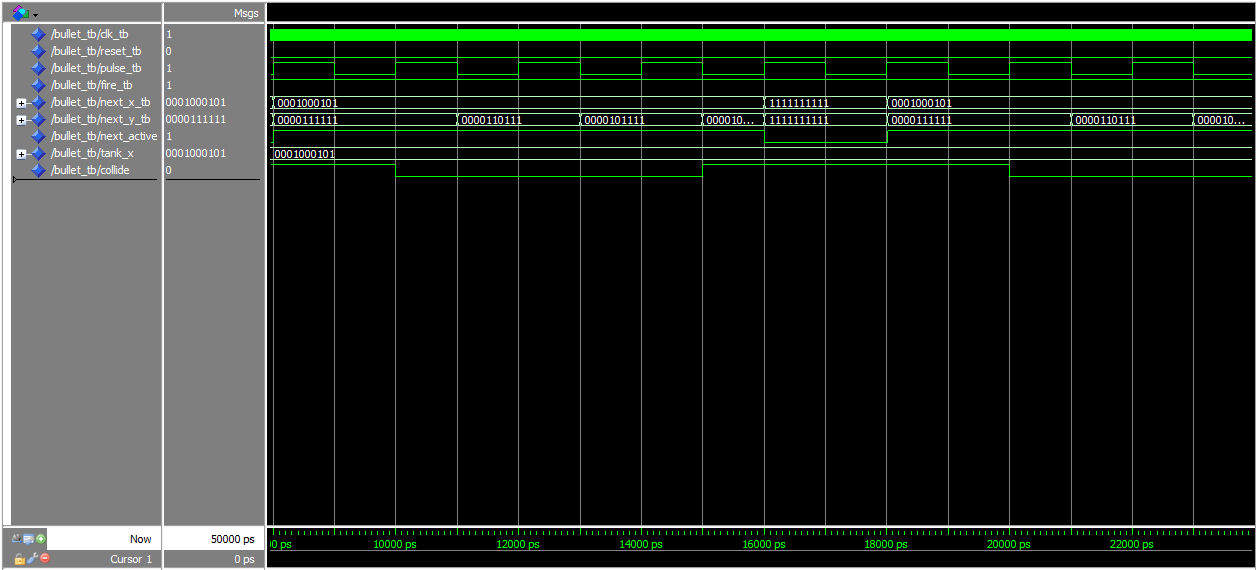 Msgs
/bullet_tb/clk_tb 1
/bullet_tb/reset_tb 0
/bullet_tb/pulse_tb 1
/bullet_tb/fire_tb 1
/bullet_tb/next_x_tb 0001000101 0001000101 1111111111 0001000101
/bullet_tb/next_y_tb 0000111111 0000111111 0000110111 0000101111 000010... 1111111111 0000111111 0000110111 000010...
/bullet_tb/next_active 1
/bullet_tb/tank_x 0001000101 0001000101
/bullet_tb/collide 0
Now 50000 ps
Cursor 1 0 ps
00 ps 10000 ps 12000 ps 14000 ps 16000 ps 18000 ps 20000 ps 22000 ps